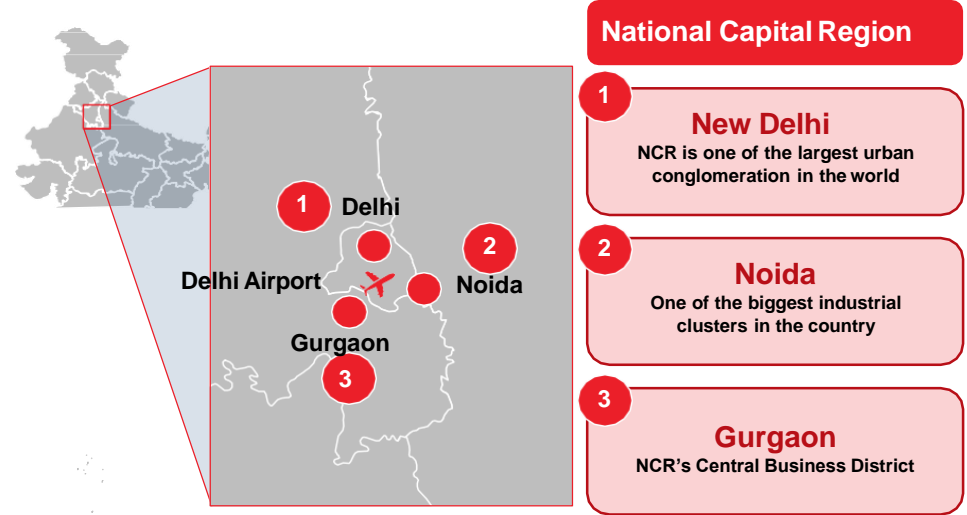 National Capital Region
1
New Delhi
NCR is one of the largest urban
conglomeration in the world
2
Noida
One of the biggest industrial
clusters in the country
3
Gurgaon
NCR's Central Business District
1
Delhi
2
Delhi Airport
Noida
Gurgaon
3